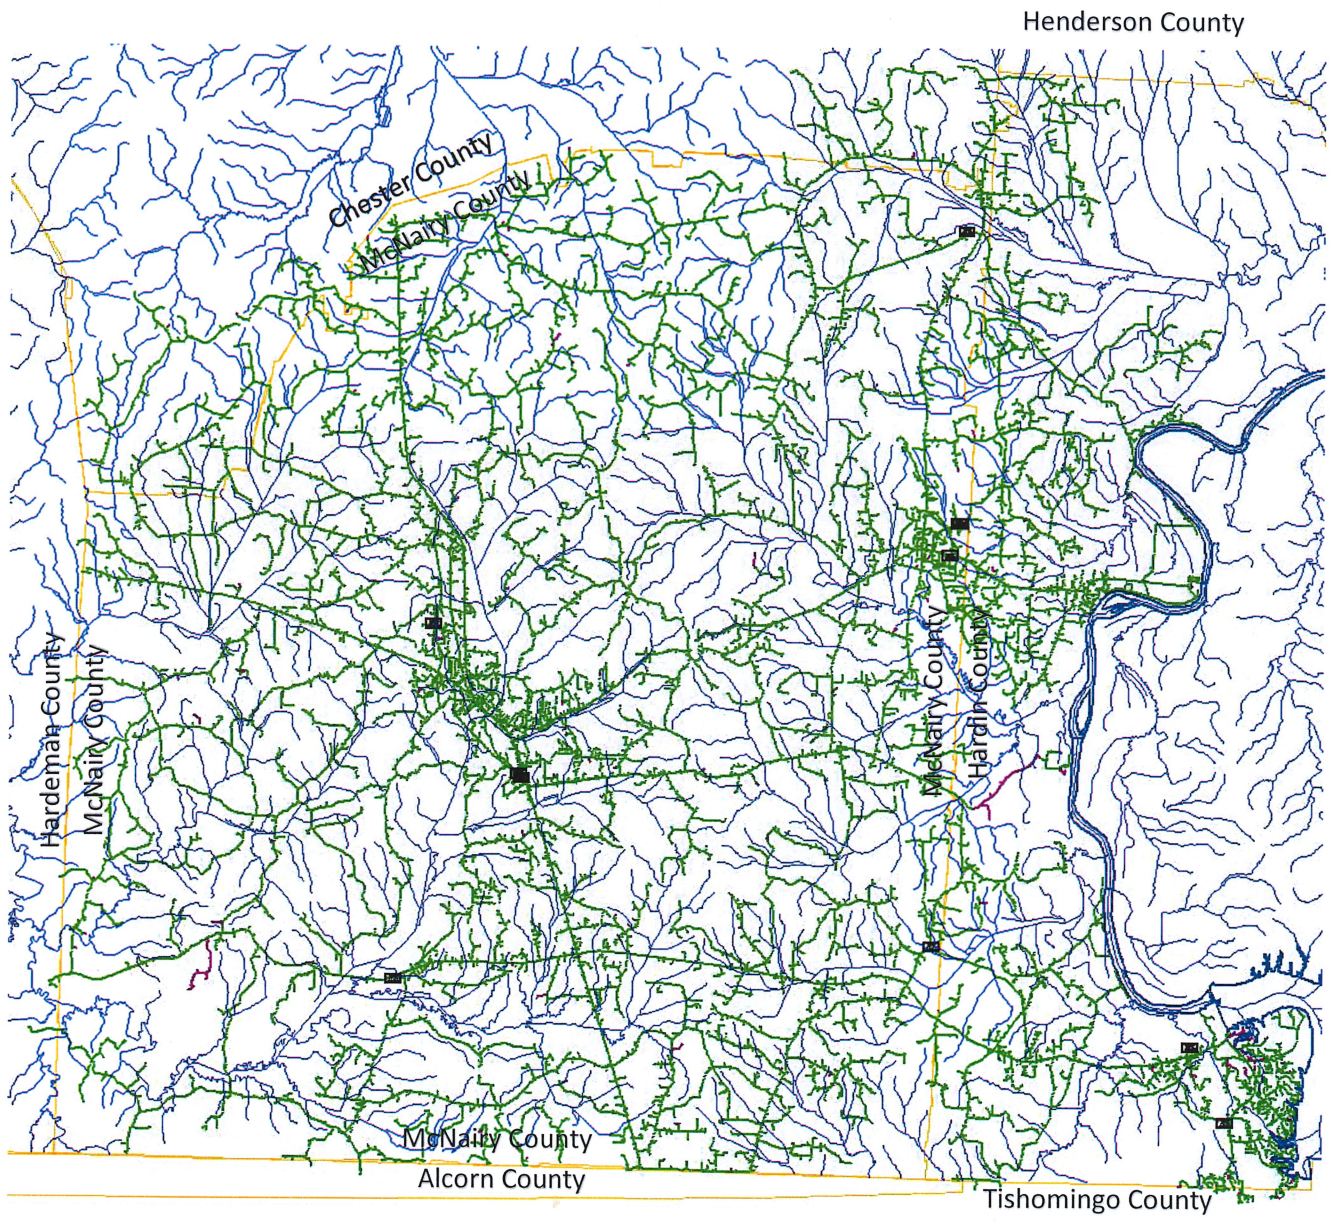 Henderson County
Chester County
McNairy County
Hardeman County
McNairy County
McNairy County
Hardin County
McNairy County
Alcorn County
Tishomingo County